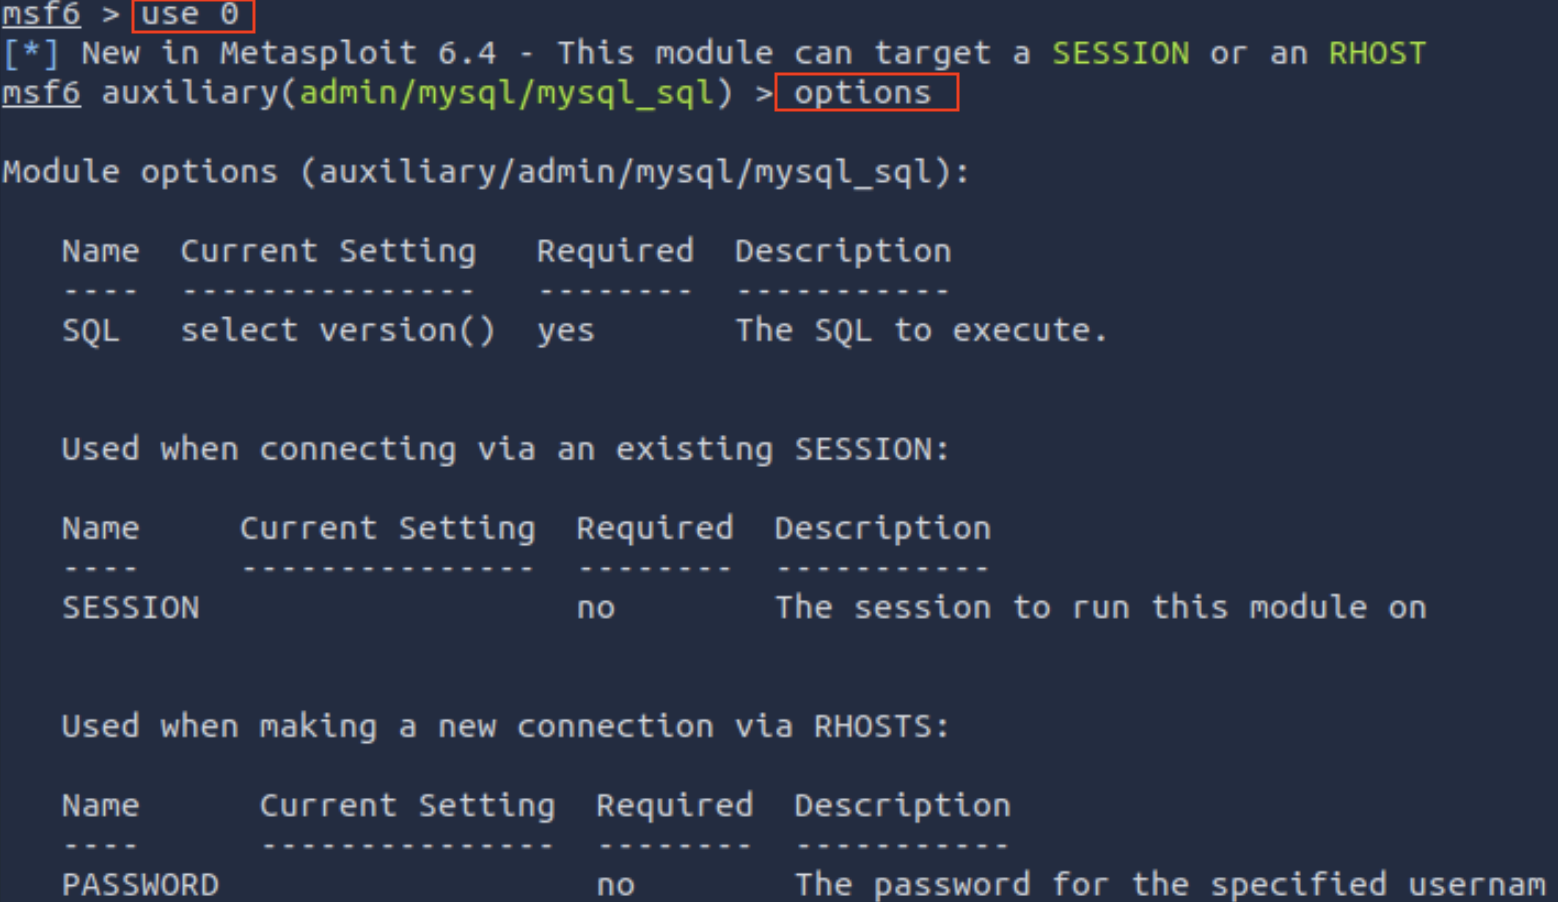 msf6 > use 0
[*] New in Metasploit 6.4 - This module can target a SESSION or an RHOST
msf6 auxiliary(admin/mysql/mysql_sql) > options
Module options (auxiliary/admin/mysql/mysql_sql):
Name  Current Setting   Required  Description
----  ---------------   --------  -----------
SQL   select version()  yes       The SQL to execute.
Used when connecting via an existing SESSION:
Name     Current Setting  Required  Description
----     ---------------  --------  -----------
SESSION                   no        The session to run this module on
Used when making a new connection via RHOSTS:
Name      Current Setting  Required  Description
----      ---------------  --------  -----------
PASSWORD                   no        The password for the specified usernam